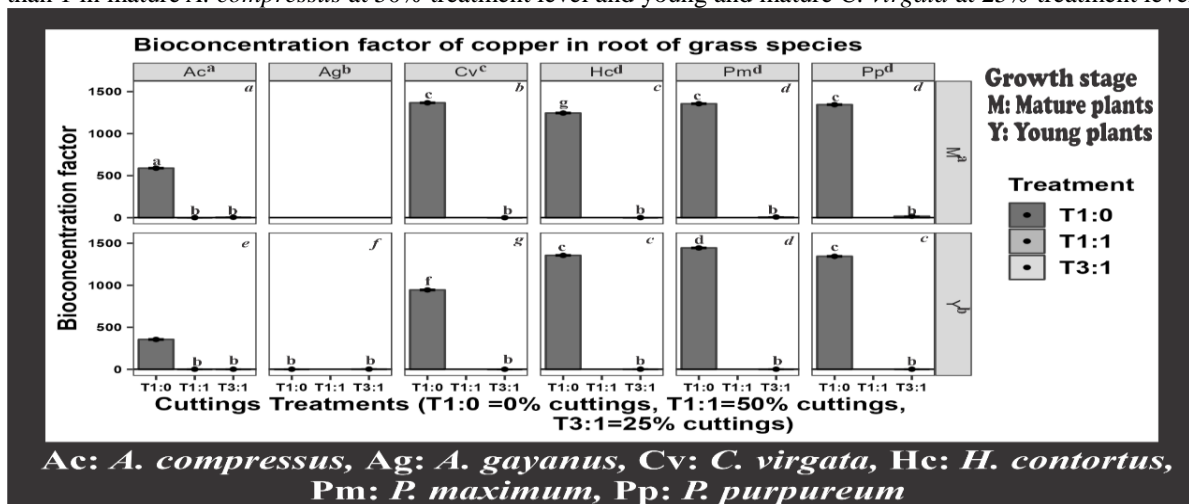 than 1 in mature A. compressus at 50% treatment level and young and mature C. virgata at 25% treatment level
Bioconcentration factor of copper in root of grass species
Acᵃ Agᵇ Cvᶜ Hcᵈ Pmᵈ Ppᵈ
Growth stage
M: Mature plants
Y: Young plants
Treatment
T1:0
T1:1
T3:1
Bioconcentration factor
1500
1000
500
0
a b c d d
a b b
c b
g b
c b
c b
Mᵃ
1500
1000
500
0
e f g c d c
b b
b b
f b
c b
d b
c b
Yᵇ
T1:0 T1:1 T3:1 T1:0 T1:1 T3:1 T1:0 T1:1 T3:1 T1:0 T1:1 T3:1 T1:0 T1:1 T3:1 T1:0 T1:1 T3:1
Cuttings Treatments (T1:0 =0% cuttings, T1:1=50% cuttings,
T3:1=25% cuttings)
Ac: A. compressus, Ag: A. gayanus, Cv: C. virgata, Hc: H. contortus,
Pm: P. maximum, Pp: P. purpureum